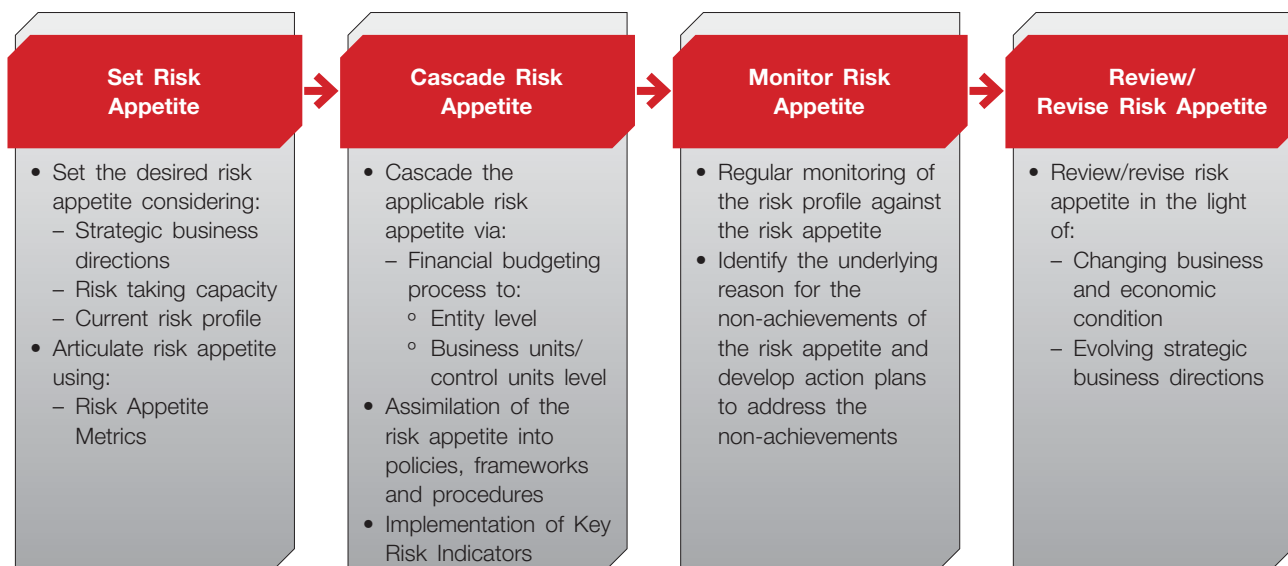 Set Risk
Appetite
• Set the desired risk
appetite considering:
– Strategic business
directions
– Risk taking capacity
– Current risk profile
• Articulate risk appetite
using:
– Risk Appetite
Metrics
Cascade Risk
Appetite
• Cascade the
applicable risk
appetite via:
– Financial budgeting
process to:
º Entity level
º Business units/
control units level
• Assimilation of the
risk appetite into
policies, frameworks
and procedures
• Implementation of Key
Risk Indicators
Monitor Risk
Appetite
• Regular monitoring of
the risk profile against
the risk appetite
• Identify the underlying
reason for the
non-achievements of
the risk appetite and
develop action plans
to address the
non-achievements
Review/
Revise Risk Appetite
• Review/revise risk
appetite in the light
of:
– Changing business
and economic
condition
– Evolving strategic
business directions